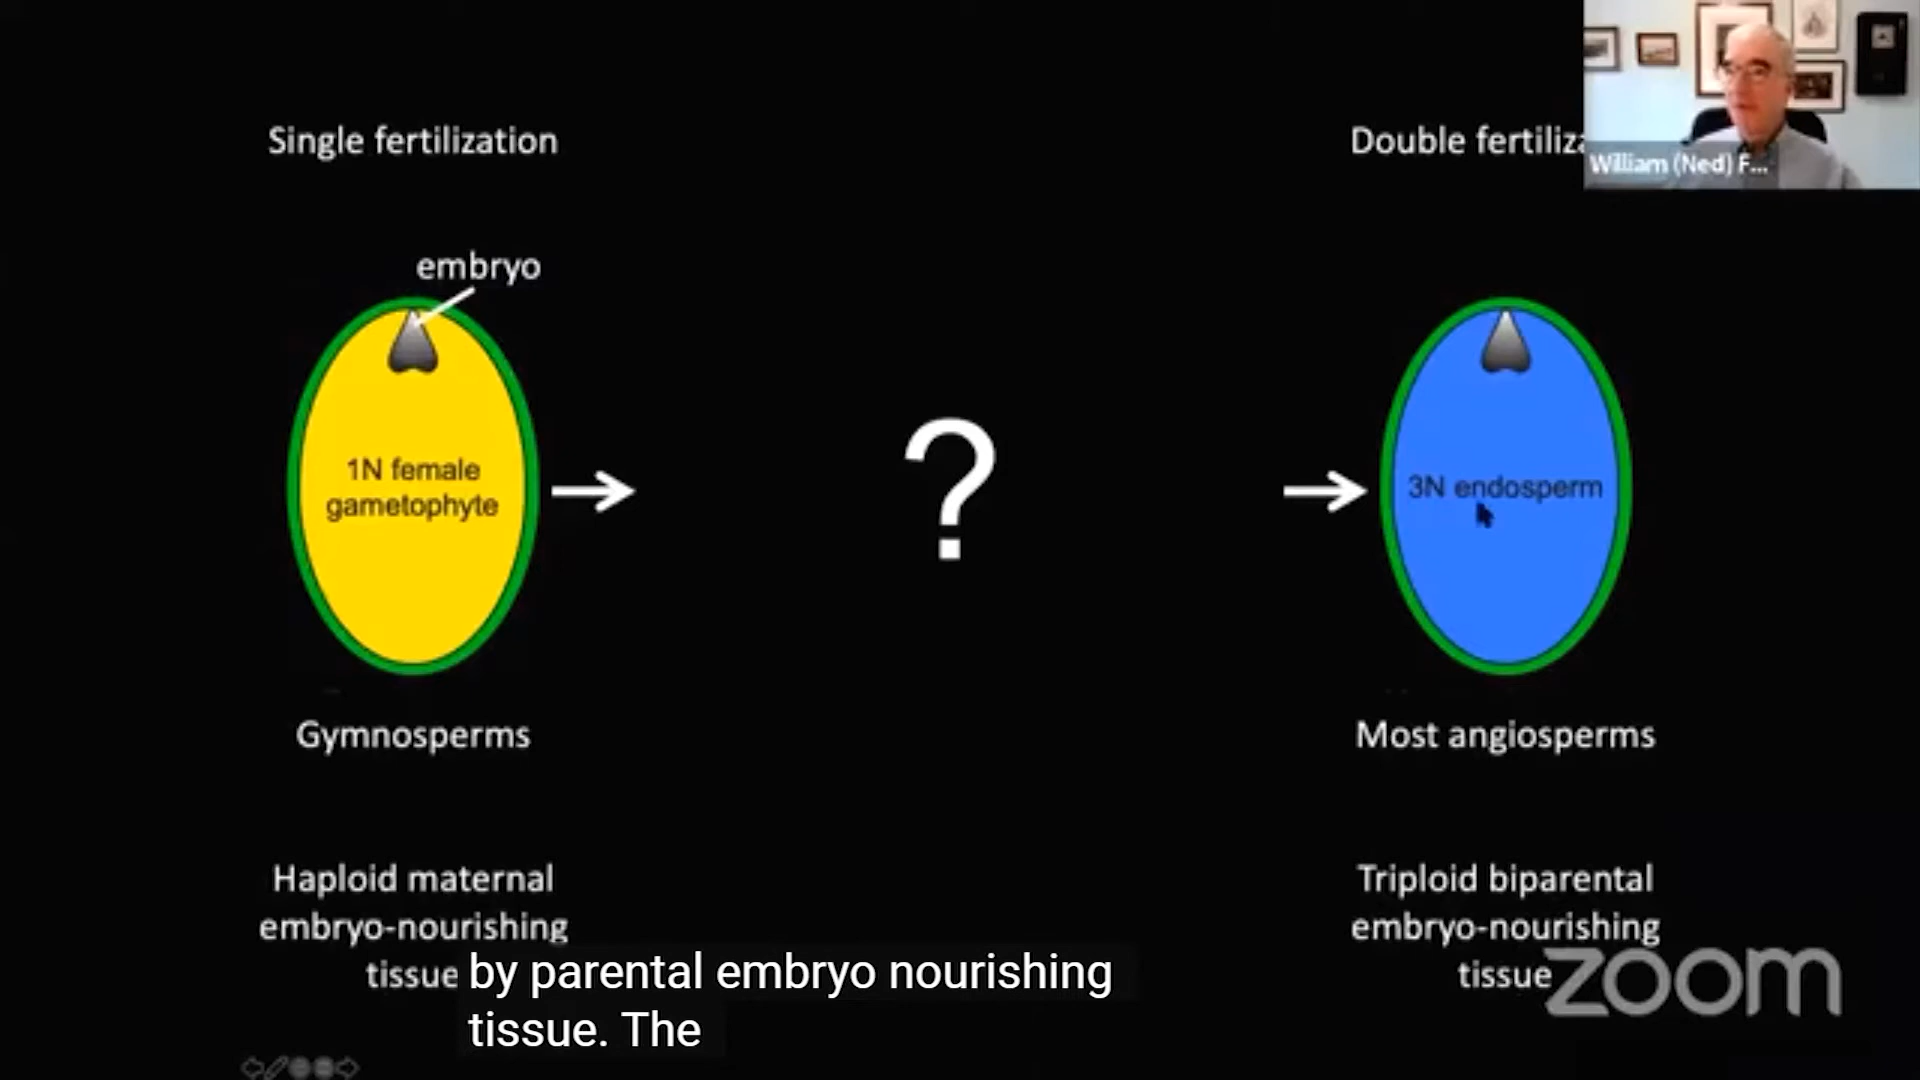 Single fertilization
Double fertiliz
William (Ned) F...
embryo
1N female
gametophyte
?
3N endosperm
Gymnosperms
Most angiosperms
Haploid maternal
embryo-nourishing
tissue
Triploid biparental
embryo-nourishing
tissue
by parental embryo nourishing
tissue. The
zoom